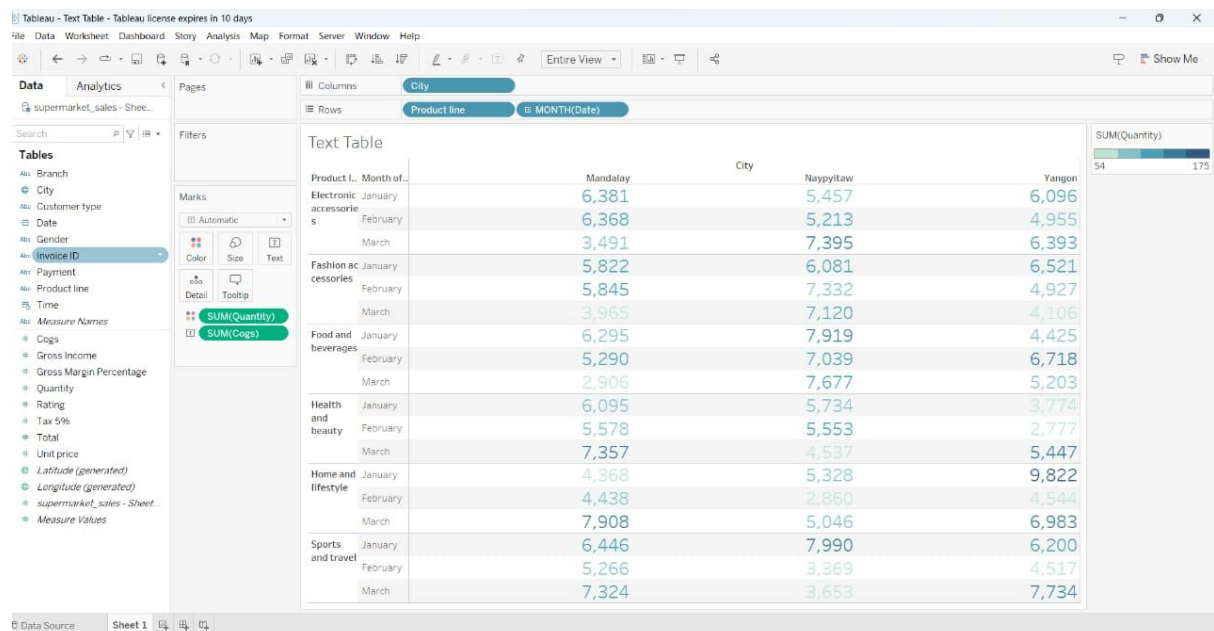 Tableau - Text Table - Tableau license expires in 10 days
File Data Worksheet Dashboard Story Analysis Map Format Server Window Help
Entire View
Show Me
Data Analytics
Pages
Columns City
supermarket_sales - Shee...
Rows Product line MONTH(Date)
Search
Filters
Text Table
SUM(Quantity)
54 175
Tables
Abc Branch
City
Abc Customer type
Date
Abc Gender
Abc Invoice ID
Abc Payment
Abc Product line
Time
Abc Measure Names
# Cogs
# Gross Income
# Gross Margin Percentage
# Quantity
# Rating
# Tax 5%
Total
# Unit price
Latitude (generated)
Longitude (generated)
# supermarket_sales - Sheet...
# Measure Values
Marks
Automatic
Color Size Text
Detail Tooltip
SUM(Quantity)
SUM(Cogs)
City
Product l.. Month of.. Mandalay Naypyitaw Yangon
Electronic January 6,381 5,457 6,096
accessorie
s February 6,368 5,213 4,955
March 3,491 7,395 6,393
Fashion ac January 5,822 6,081 6,521
cessories
February 5,845 7,332 4,927
March 3,965 7,120 4,106
Food and January 6,295 7,919 4,425
beverages
February 5,290 7,039 6,718
March 2,906 7,677 5,203
Health January 6,095 5,734 3,774
and
beauty February 5,578 5,553 2,777
March 7,357 4,537 5,447
Home and January 4,368 5,328 9,822
lifestyle
February 4,438 2,860 4,544
March 7,908 5,046 6,983
Sports January 6,446 7,990 6,200
and travel
February 5,266 3,369 4,517
March 7,324 3,653 7,734
Data Source Sheet 1